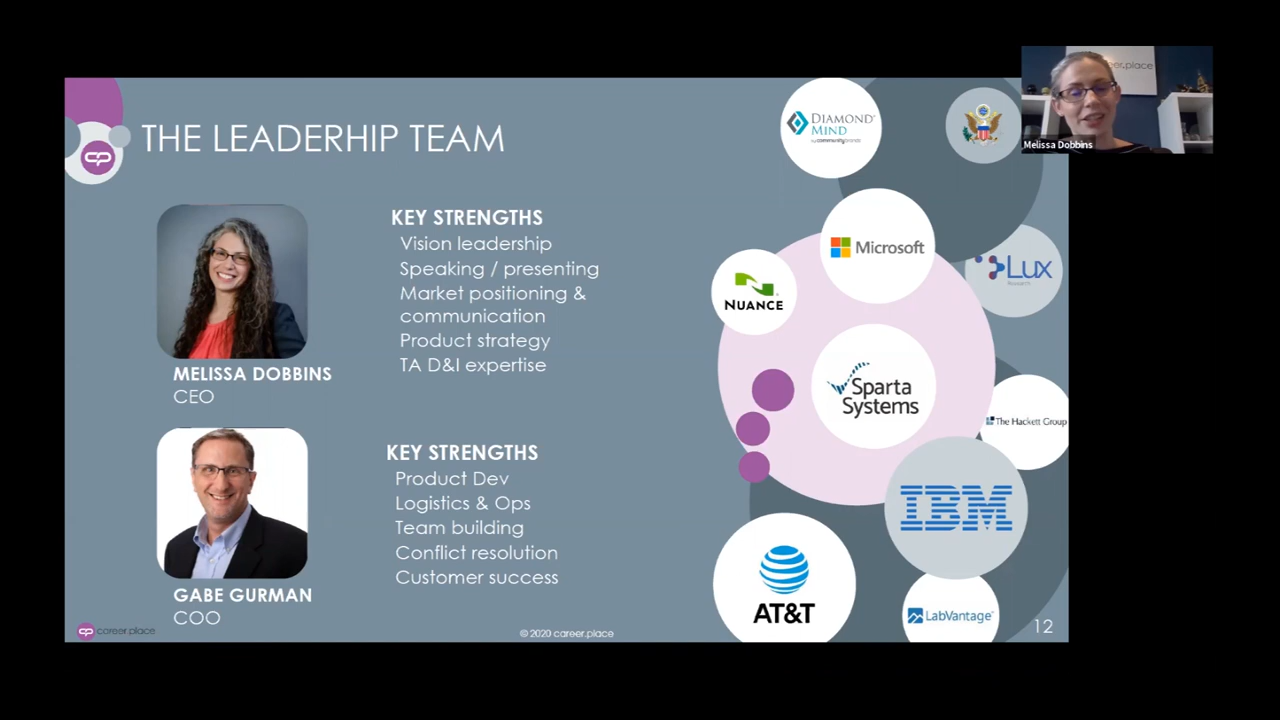 THE LEADERHIP TEAM
MELISSA DOBBINS
CEO
KEY STRENGTHS
Vision leadership
Speaking / presenting
Market positioning &
communication
Product strategy
TA D&I expertise
GABE GURMAN
COO
KEY STRENGTHS
Product Dev
Logistics & Ops
Team building
Conflict resolution
Customer success
cp
career.place
© 2020 career.place
12
DIAMOND
MIND
Microsoft
NUANCE
Lux
Research
Sparta
Systems
The Hackett Group
IBM
AT&T
LabVantage
Melissa Dobbins